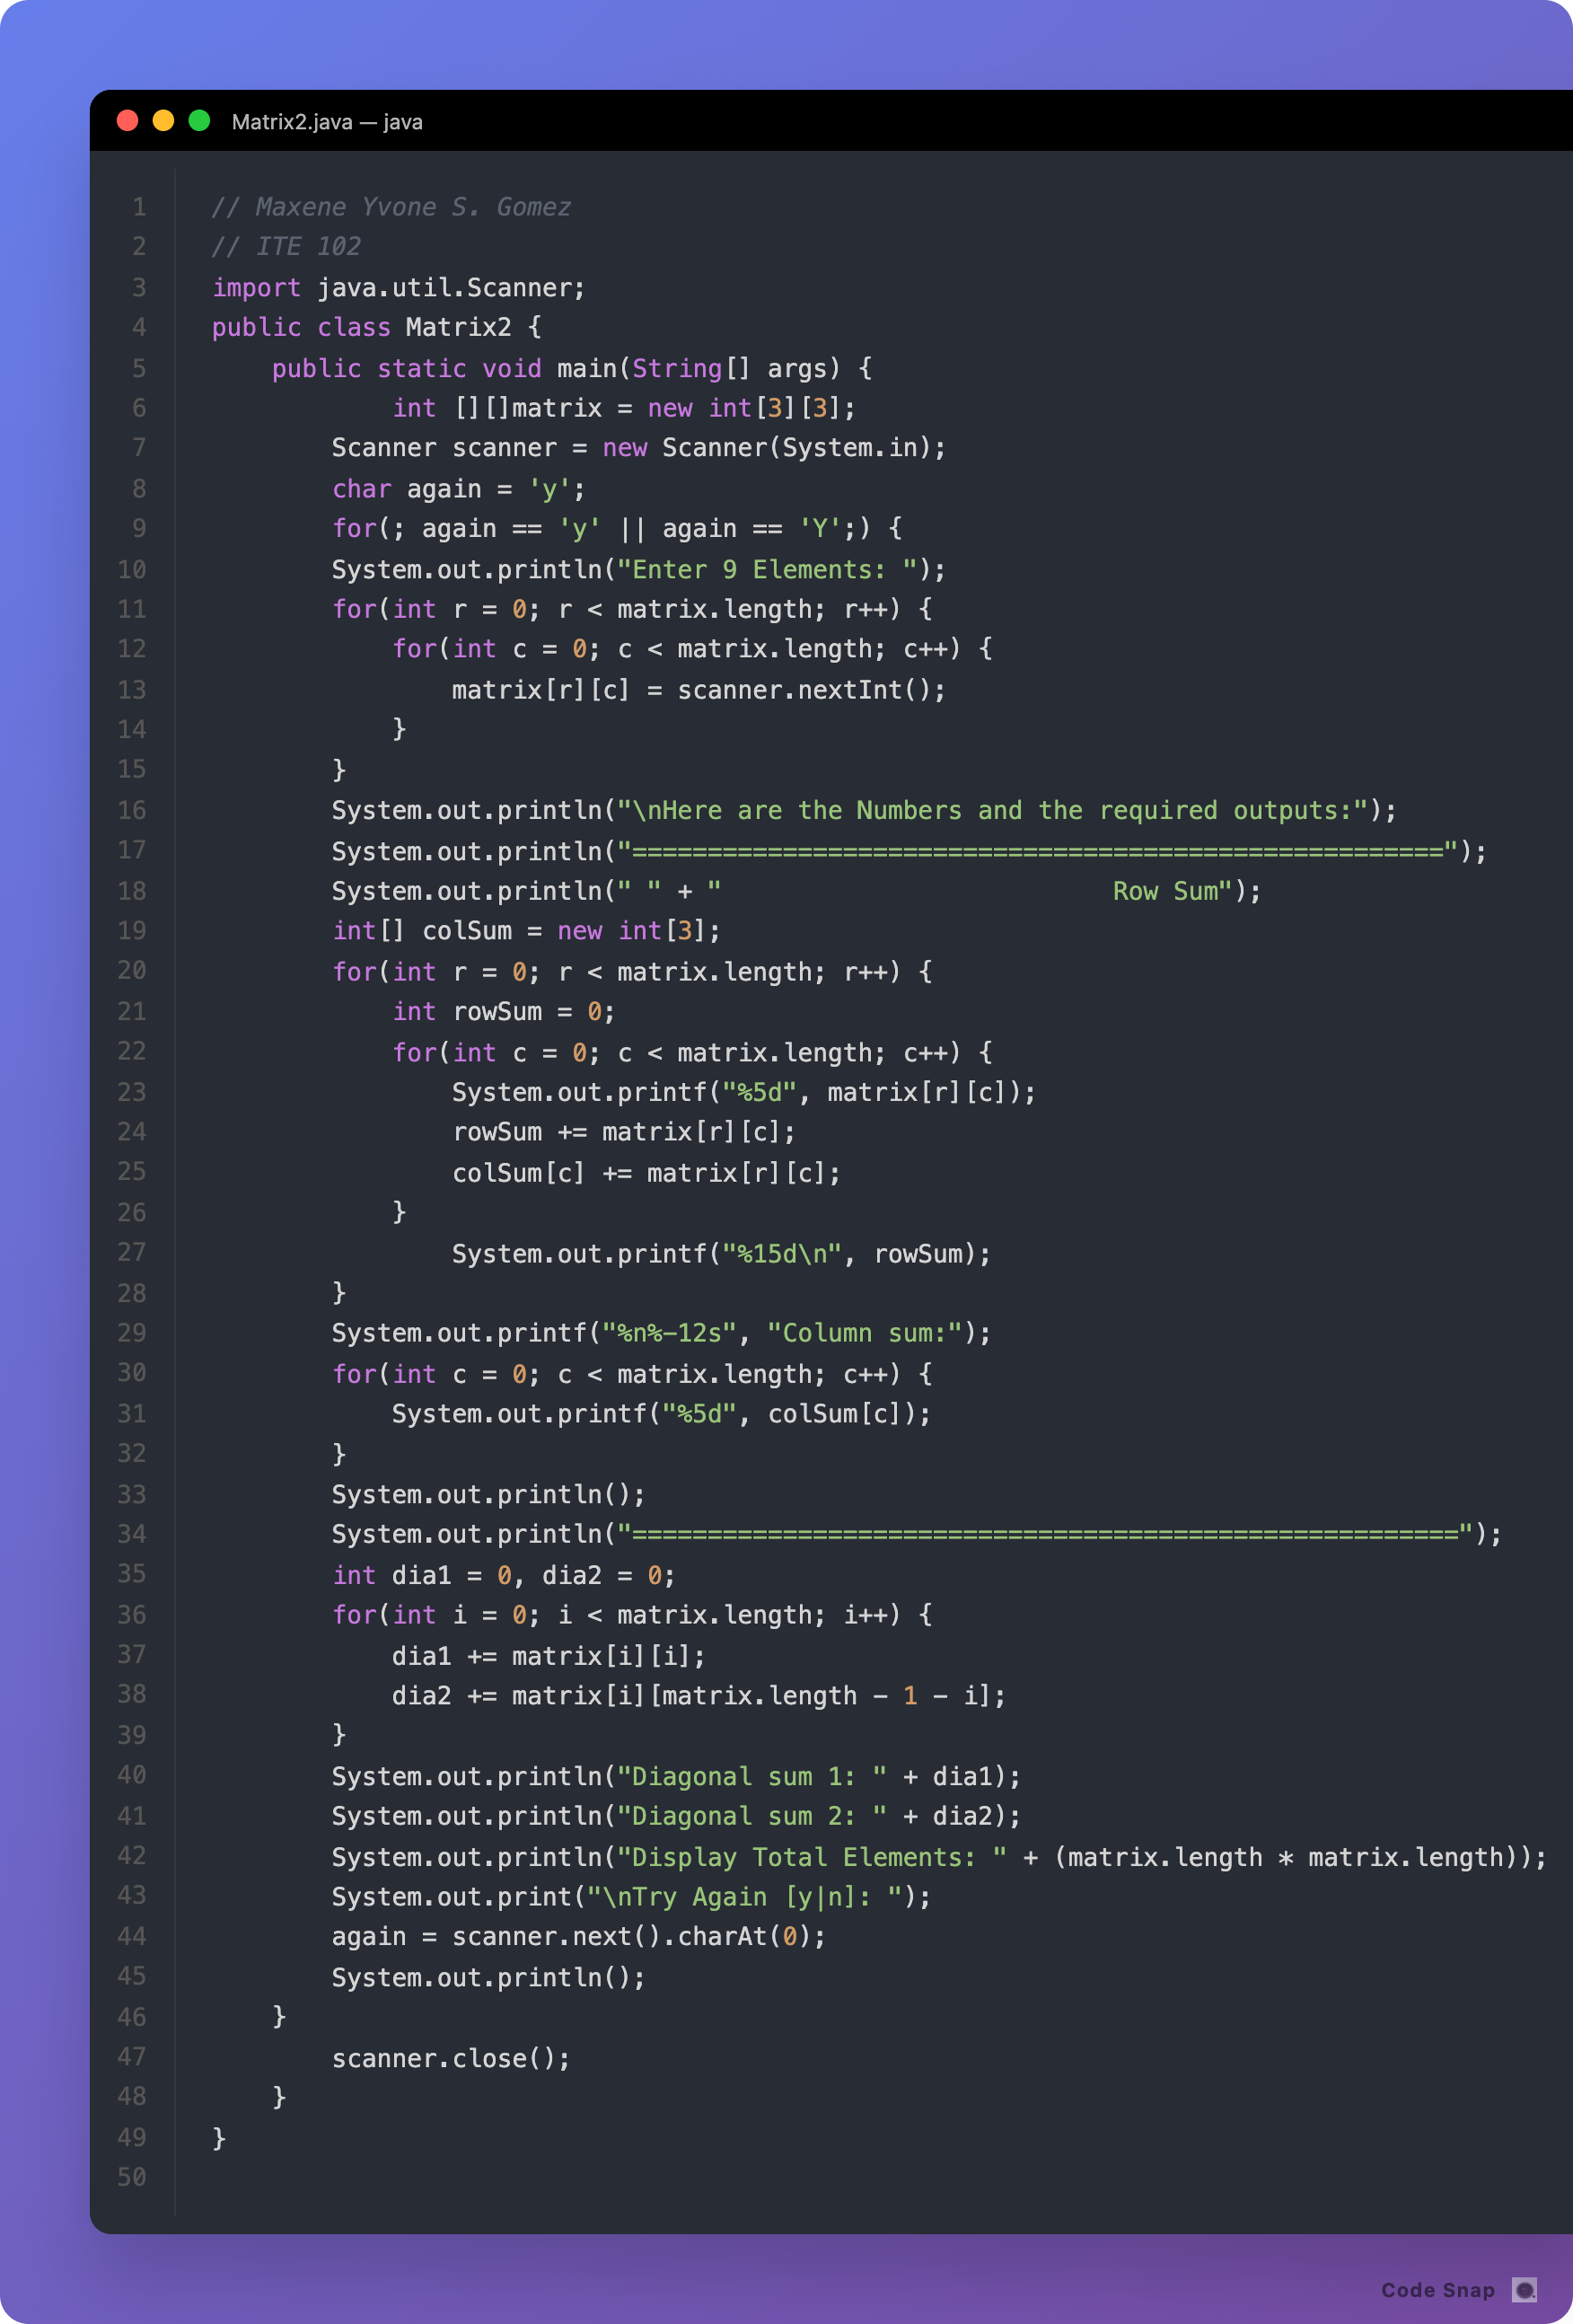 Matrix2.java — java
1 // Maxene Yvone S. Gomez
2 // ITE 102
3 import java.util.Scanner;
4 public class Matrix2 {
5     public static void main(String[] args) {
6             int [][]matrix = new int[3][3];
7         Scanner scanner = new Scanner(System.in);
8         char again = 'y';
9         for(; again == 'y' || again == 'Y';) {
10         System.out.println("Enter 9 Elements: ");
11         for(int r = 0; r < matrix.length; r++) {
12             for(int c = 0; c < matrix.length; c++) {
13                 matrix[r][c] = scanner.nextInt();
14             }
15         }
16         System.out.println("\nHere are the Numbers and the required outputs:");
17         System.out.println("======================================================");
18         System.out.println(" " + "                          Row Sum");
19         int[] colSum = new int[3];
20         for(int r = 0; r < matrix.length; r++) {
21             int rowSum = 0;
22             for(int c = 0; c < matrix.length; c++) {
23                 System.out.printf("%5d", matrix[r][c]);
24                 rowSum += matrix[r][c];
25                 colSum[c] += matrix[r][c];
26             }
27                 System.out.printf("%15d\n", rowSum);
28         }
29         System.out.printf("%n%-12s", "Column sum:");
30         for(int c = 0; c < matrix.length; c++) {
31             System.out.printf("%5d", colSum[c]);
32         }
33         System.out.println();
34         System.out.println("=======================================================");
35         int dia1 = 0, dia2 = 0;
36         for(int i = 0; i < matrix.length; i++) {
37             dia1 += matrix[i][i];
38             dia2 += matrix[i][matrix.length - 1 - i];
39         }
40         System.out.println("Diagonal sum 1: " + dia1);
41         System.out.println("Diagonal sum 2: " + dia2);
42         System.out.println("Display Total Elements: " + (matrix.length * matrix.length));
43         System.out.print("\nTry Again [y|n]: ");
44         again = scanner.next().charAt(0);
45         System.out.println();
46     }
47         scanner.close();
48     }
49 }
50
Code Snap